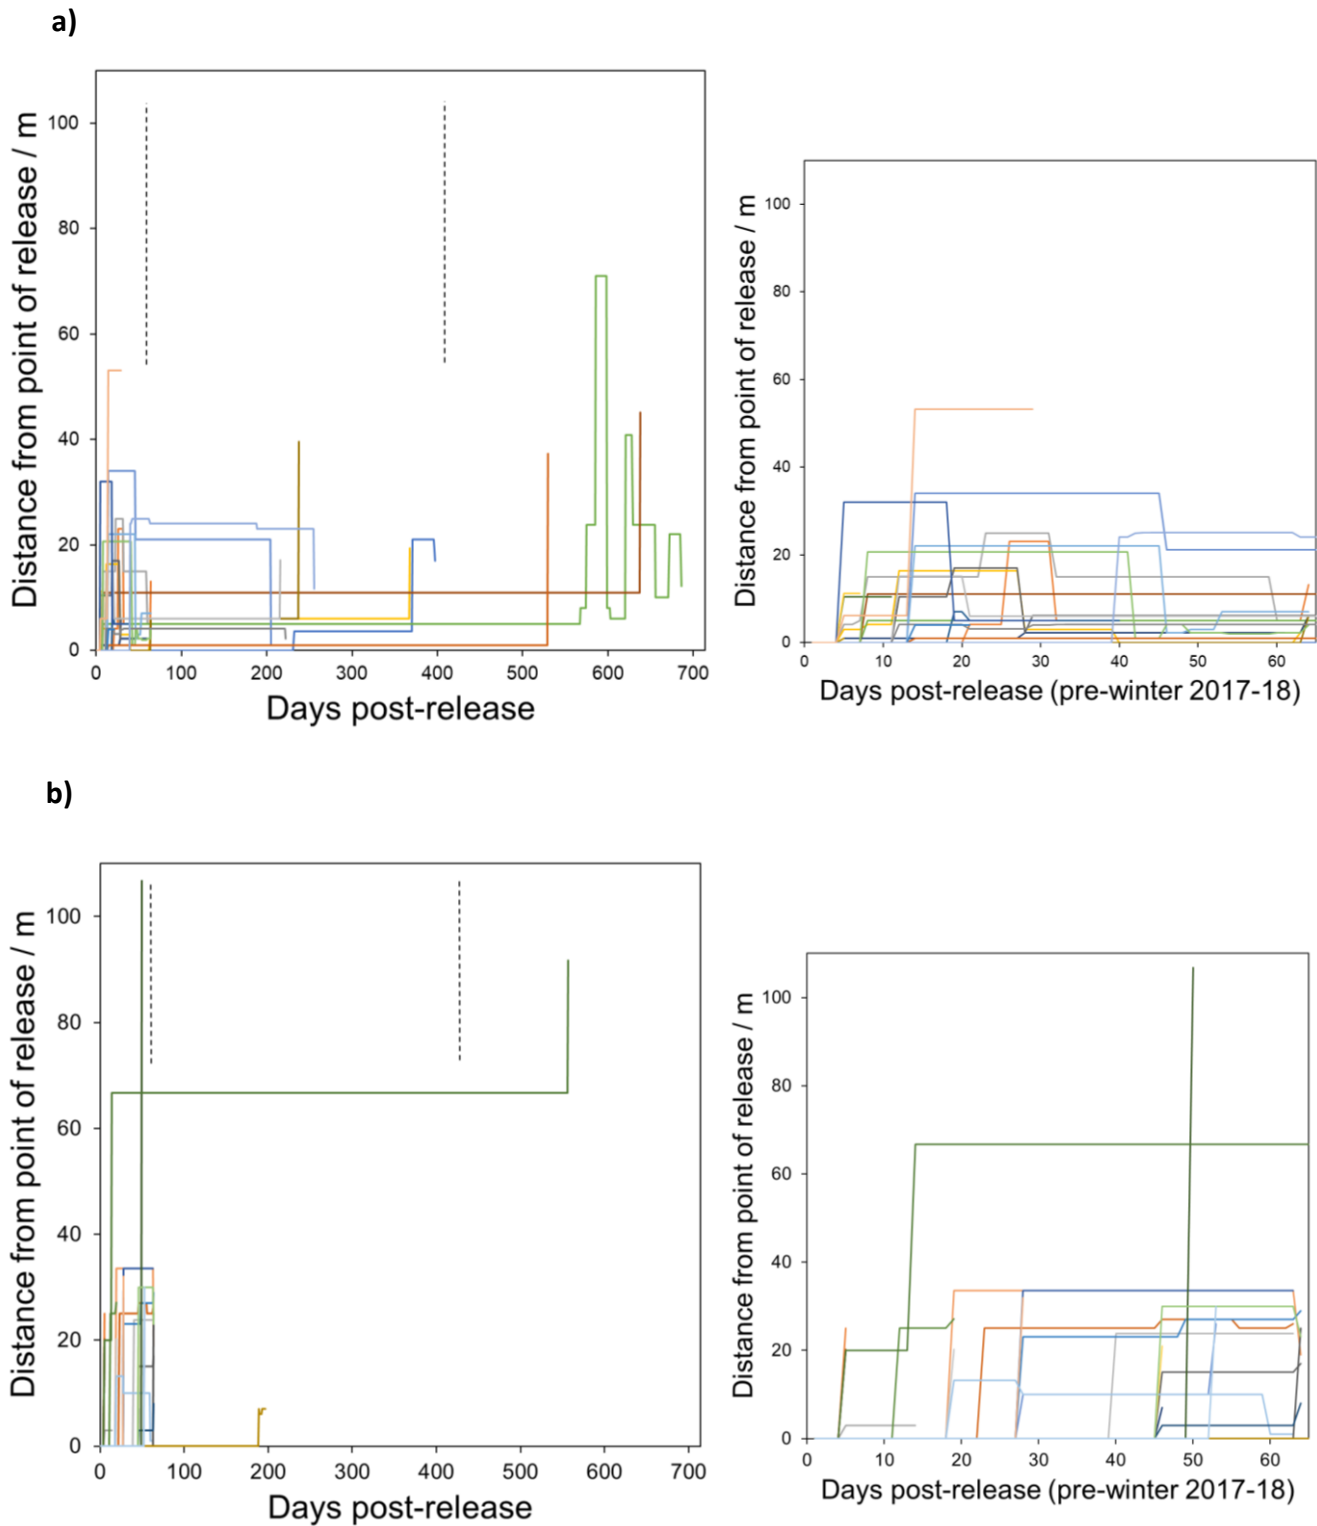 a)
Distance from point of release / m
100
80
60
40
20
0
0 100 200 300 400 500 600 700
Days post-release
Distance from point of release / m
100
80
60
40
20
0
0 10 20 30 40 50 60
Days post-release (pre-winter 2017-18)
b)
Distance from point of release / m
100
80
60
40
20
0
0 100 200 300 400 500 600 700
Days post-release
Distance from point of release / m
100
80
60
40
20
0
0 10 20 30 40 50 60
Days post-release (pre-winter 2017-18)